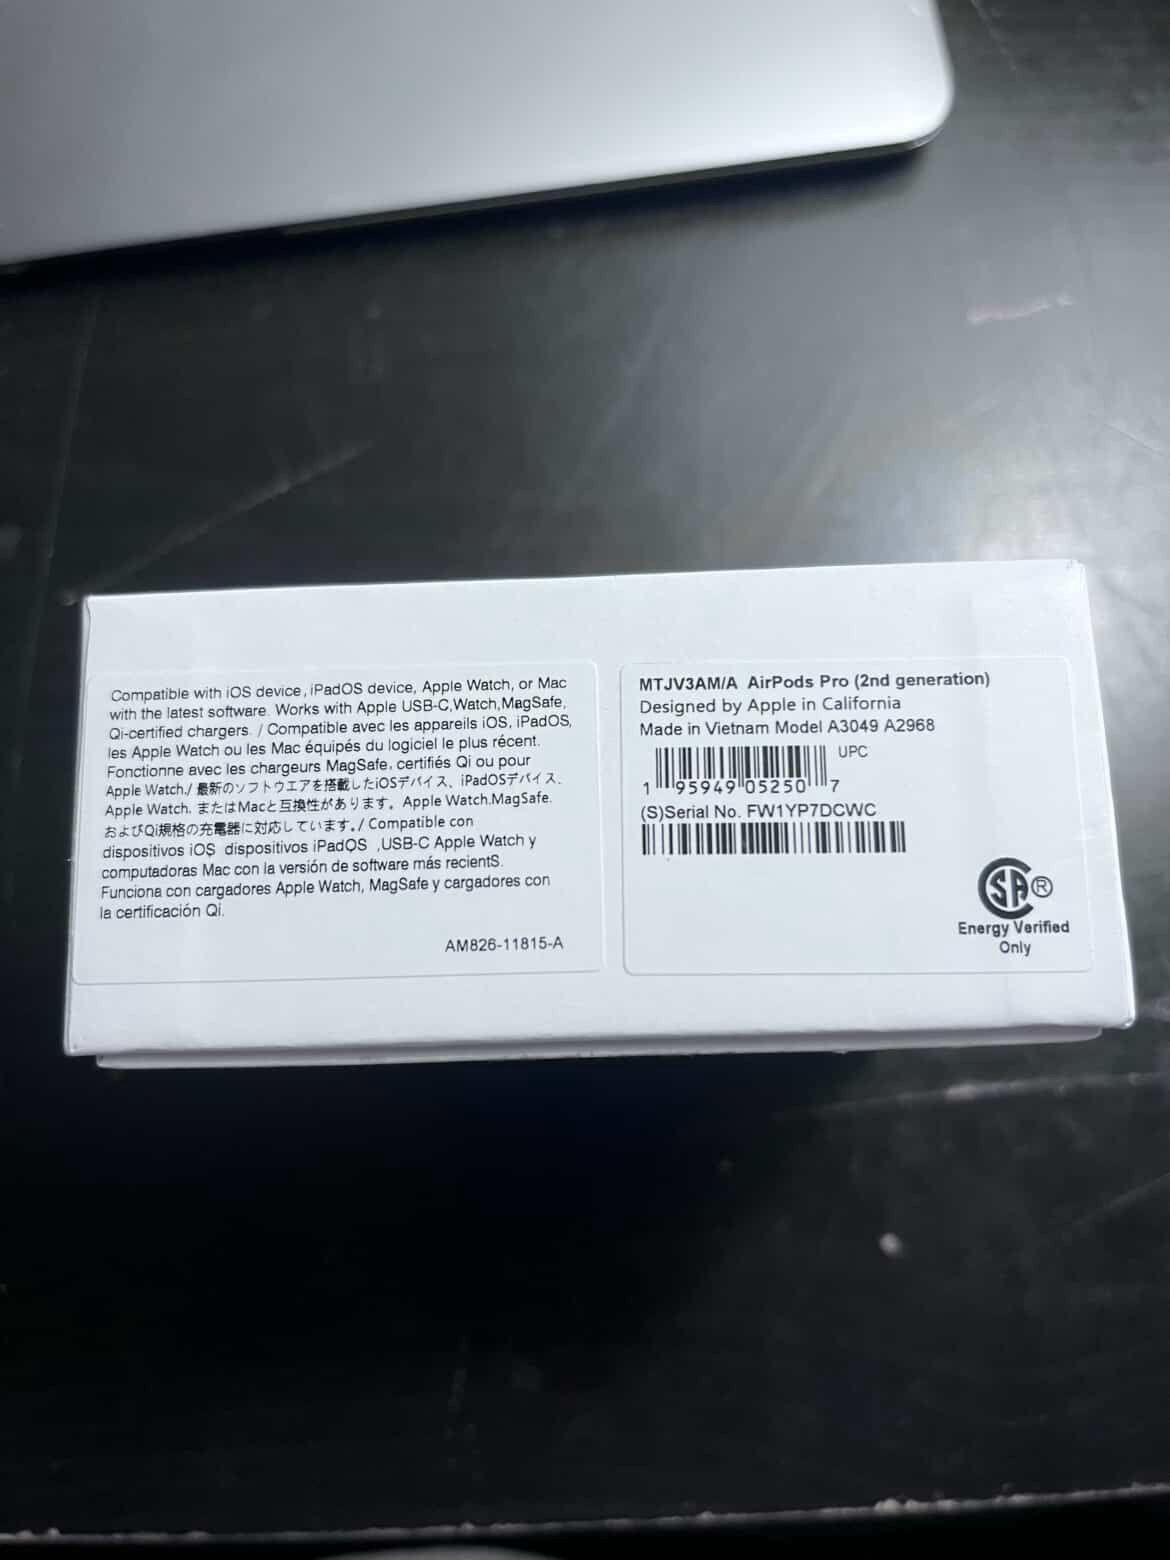 Compatible with iOS device, iPadOS device, Apple Watch, or Mac
with the latest software. Works with Apple USB-C,Watch,MagSafe,
Qi-certified chargers. / Compatible avec les appareils iOS, iPadOS,
les Apple Watch ou les Mac équipés du logiciel le plus récent.
Fonctionne avec les chargeurs MagSafe, certifiés Qi ou pour
Apple Watch./ 最新のソフトウエアを搭載したiOSデバイス、iPadOSデバイス、
Apple Watch. またはMacと互換性があります。Apple Watch.MagSafe.
およびQi規格の充電器に対応しています。/ Compatible con
dispositivos iOS dispositivos iPadOS ,USB-C Apple Watch y
computadoras Mac con la versión de software más recientS.
Funciona con cargadores Apple Watch, MagSafe y cargadores con
la certificación Qi.
AM826-11815-A
MTJV3AM/A AirPods Pro (2nd generation)
Designed by Apple in California
Made in Vietnam Model A3049 A2968
UPC
1 95949 05250 7
(S)Serial No. FW1YP7DCWC
SA ®
Energy Verified
Only